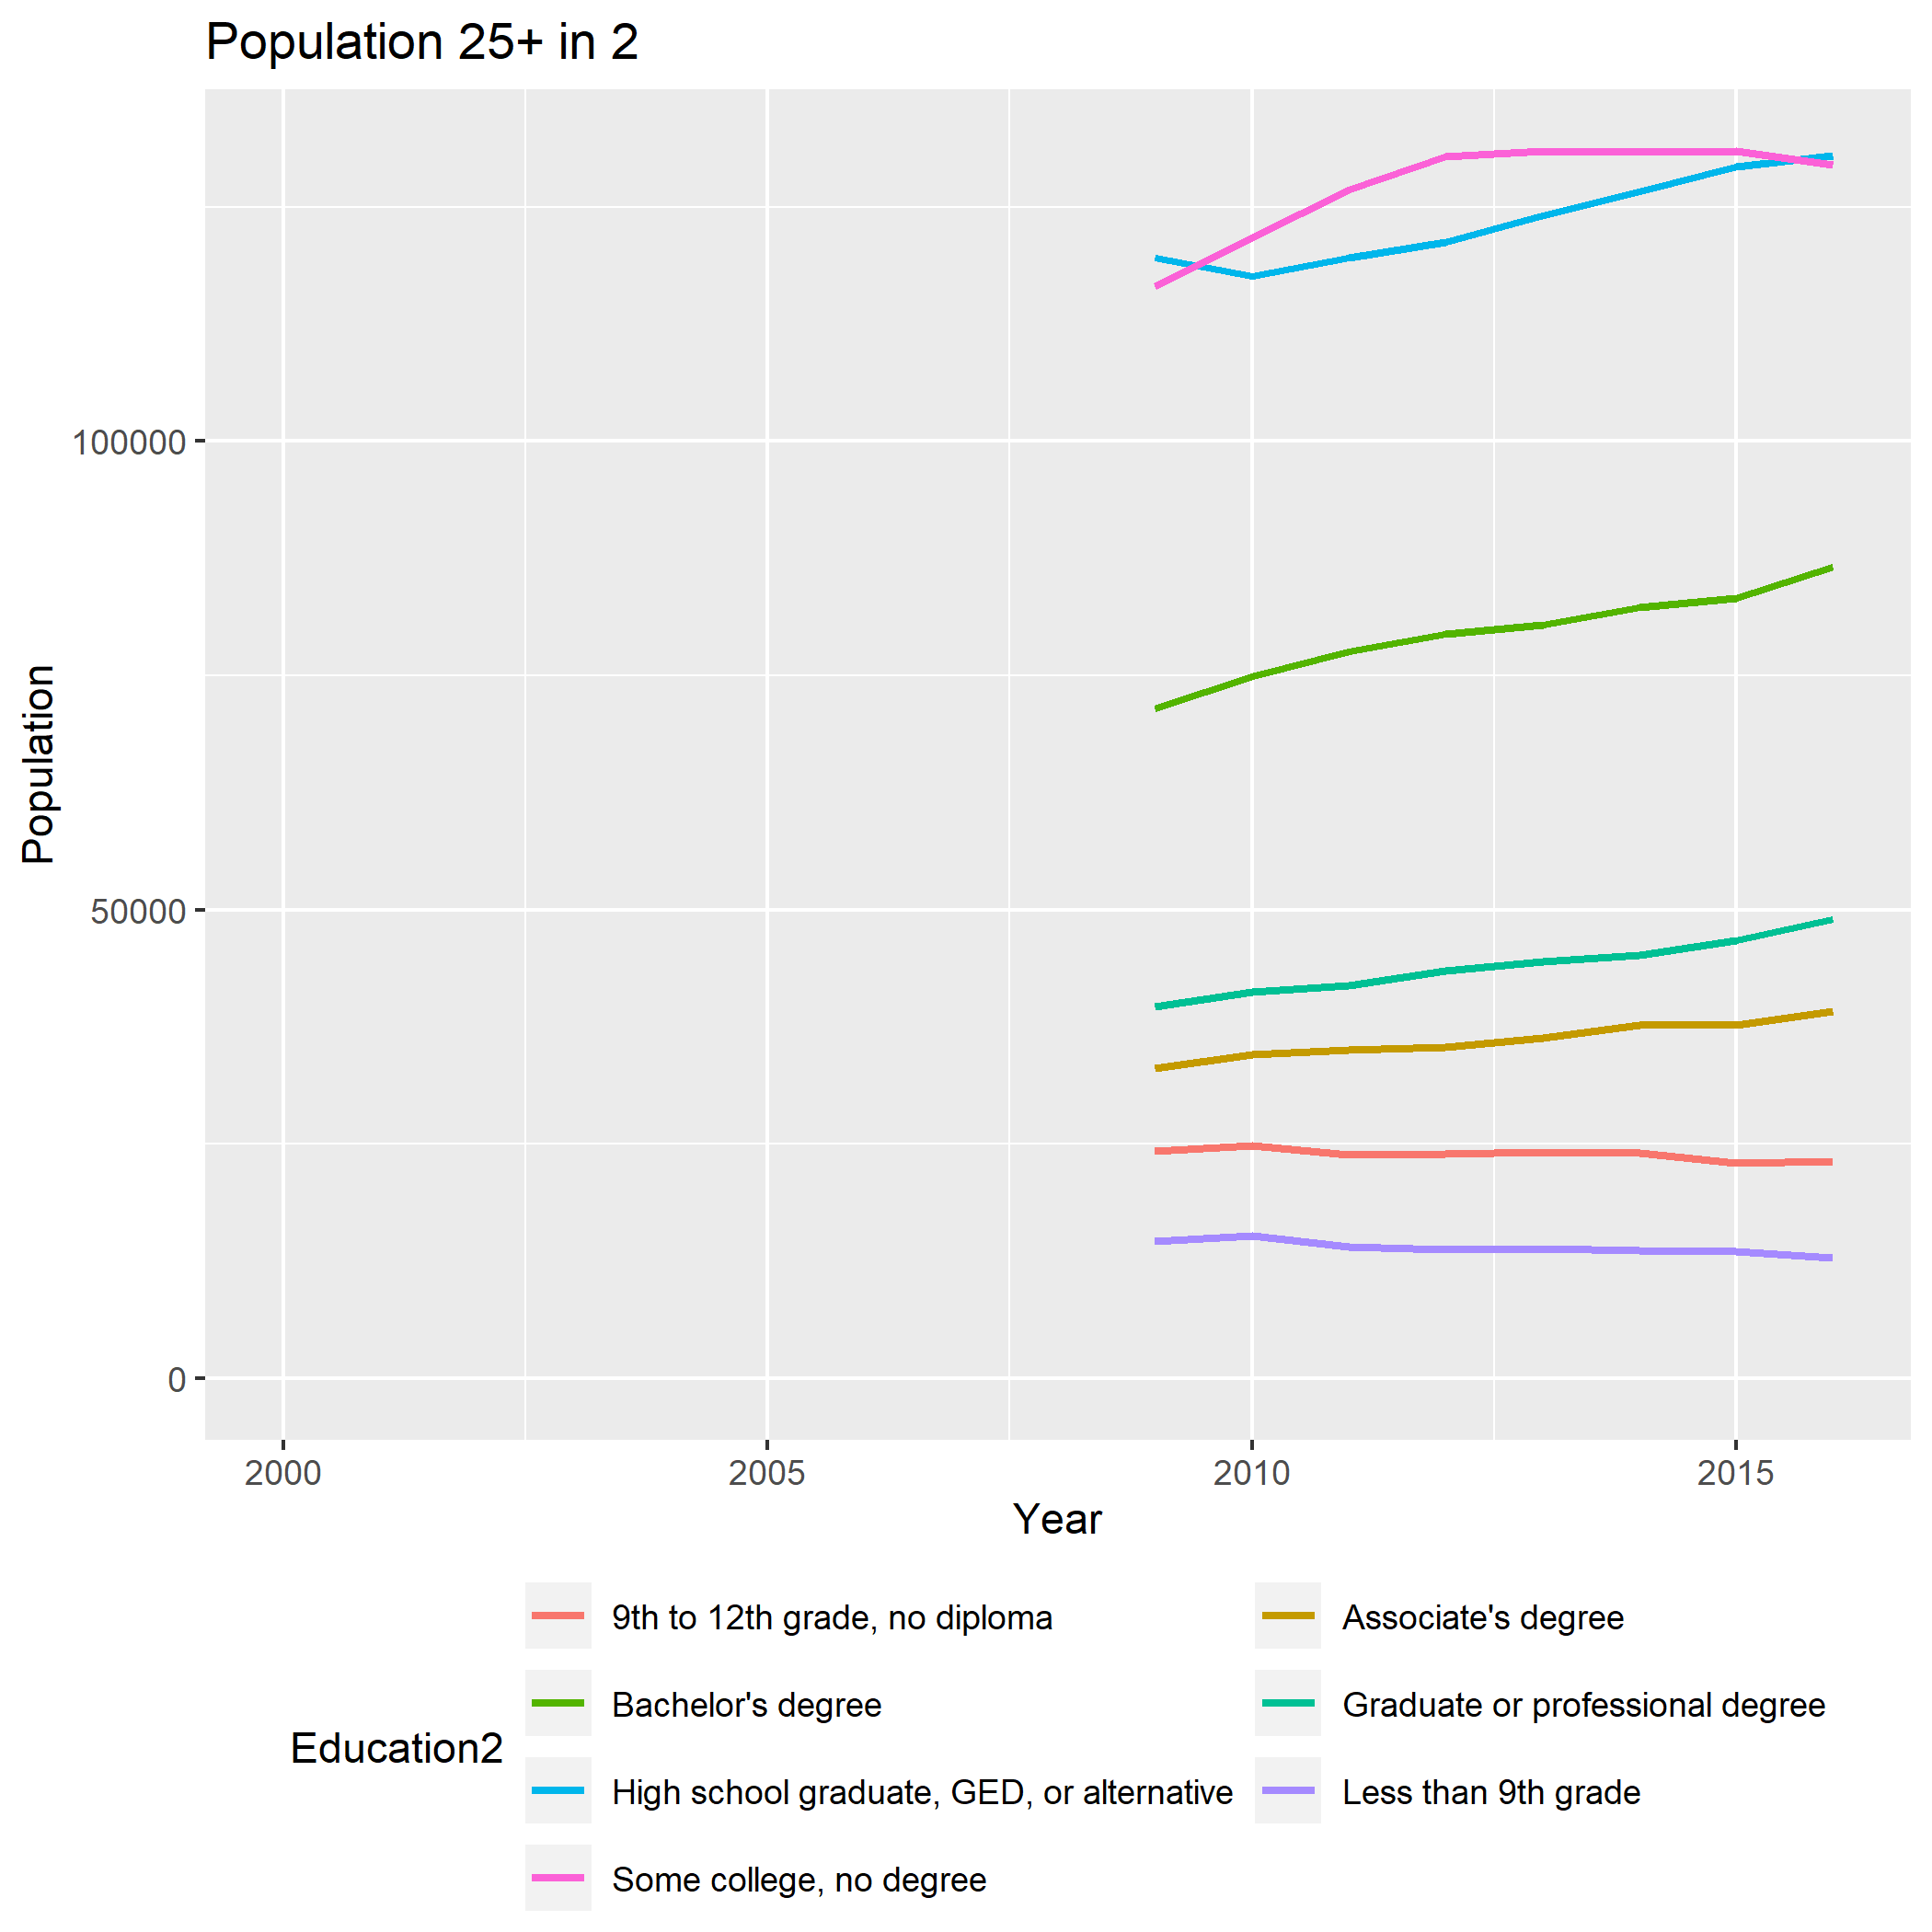 Population 25+ in 2
Population
100000
50000
0
2000 2005 2010 2015
Year
Education2
9th to 12th grade, no diploma
Bachelor's degree
High school graduate, GED, or alternative
Some college, no degree
Associate's degree
Graduate or professional degree
Less than 9th grade